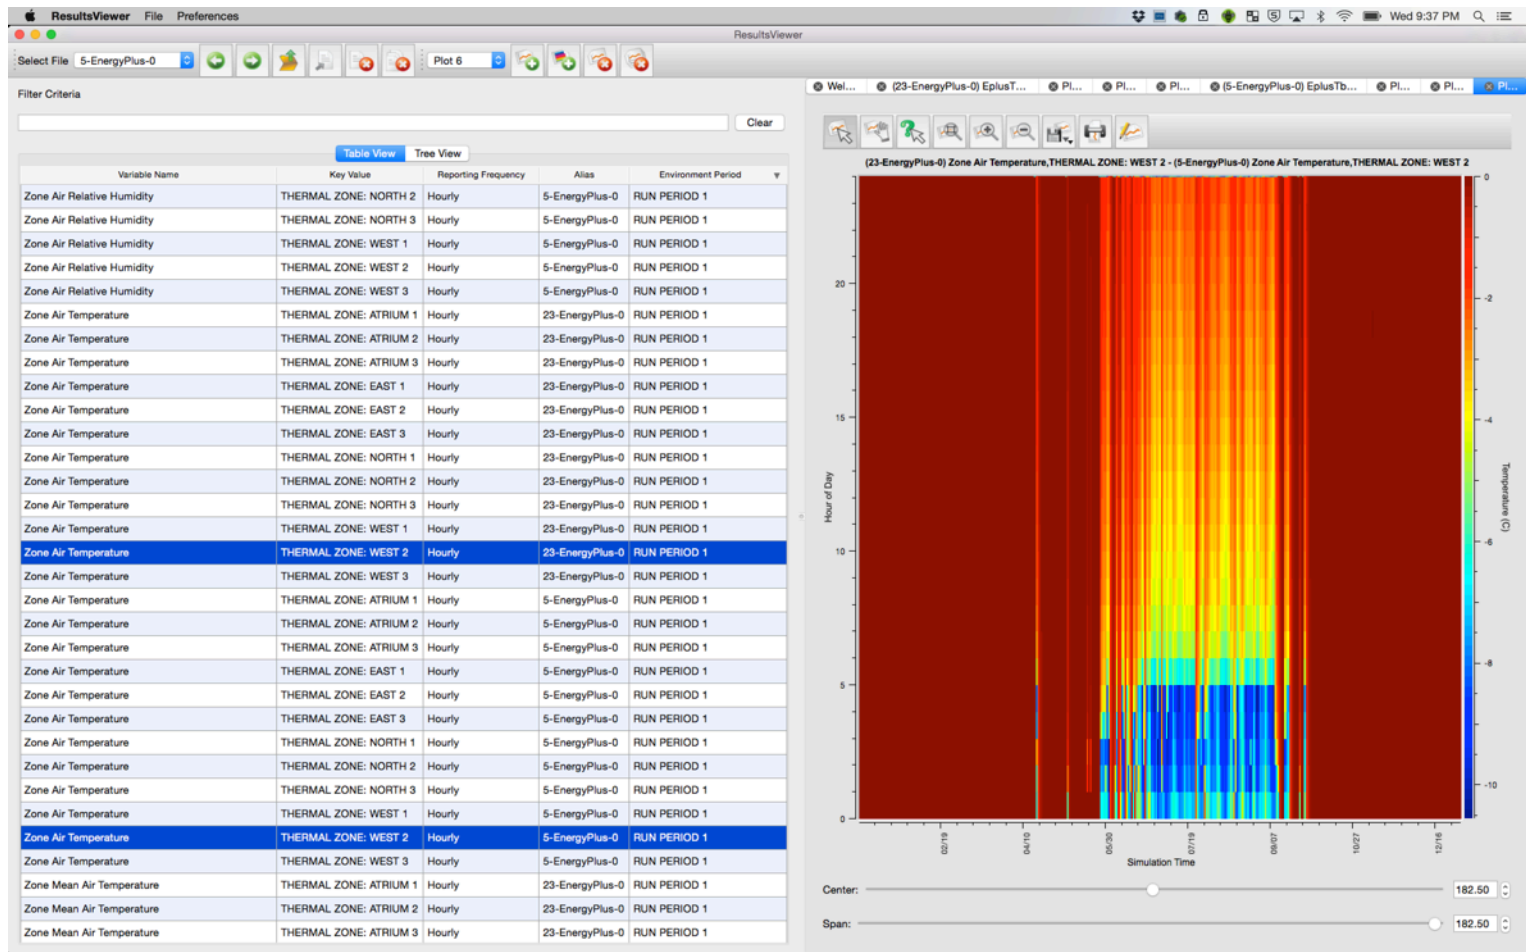 ResultsViewer File Preferences Wed 9:37 PM
ResultsViewer
Select File 5-EnergyPlus-0 Plot 6
Wel... (23-EnergyPlus-0) EplusT... Pl... Pl... Pl... (5-EnergyPlus-0) EplusTb... Pl... Pl... Pl...
Filter Criteria
Clear
Table View Tree View
Variable Name Key Value Reporting Frequency Alias Environment Period
Zone Air Relative Humidity THERMAL ZONE: NORTH 2 Hourly 5-EnergyPlus-0 RUN PERIOD 1
Zone Air Relative Humidity THERMAL ZONE: NORTH 3 Hourly 5-EnergyPlus-0 RUN PERIOD 1
Zone Air Relative Humidity THERMAL ZONE: WEST 1 Hourly 5-EnergyPlus-0 RUN PERIOD 1
Zone Air Relative Humidity THERMAL ZONE: WEST 2 Hourly 5-EnergyPlus-0 RUN PERIOD 1
Zone Air Relative Humidity THERMAL ZONE: WEST 3 Hourly 5-EnergyPlus-0 RUN PERIOD 1
Zone Air Temperature THERMAL ZONE: ATRIUM 1 Hourly 23-EnergyPlus-0 RUN PERIOD 1
Zone Air Temperature THERMAL ZONE: ATRIUM 2 Hourly 23-EnergyPlus-0 RUN PERIOD 1
Zone Air Temperature THERMAL ZONE: ATRIUM 3 Hourly 23-EnergyPlus-0 RUN PERIOD 1
Zone Air Temperature THERMAL ZONE: EAST 1 Hourly 23-EnergyPlus-0 RUN PERIOD 1
Zone Air Temperature THERMAL ZONE: EAST 2 Hourly 23-EnergyPlus-0 RUN PERIOD 1
Zone Air Temperature THERMAL ZONE: EAST 3 Hourly 23-EnergyPlus-0 RUN PERIOD 1
Zone Air Temperature THERMAL ZONE: NORTH 1 Hourly 23-EnergyPlus-0 RUN PERIOD 1
Zone Air Temperature THERMAL ZONE: NORTH 2 Hourly 23-EnergyPlus-0 RUN PERIOD 1
Zone Air Temperature THERMAL ZONE: NORTH 3 Hourly 23-EnergyPlus-0 RUN PERIOD 1
Zone Air Temperature THERMAL ZONE: WEST 1 Hourly 23-EnergyPlus-0 RUN PERIOD 1
Zone Air Temperature THERMAL ZONE: WEST 2 Hourly 23-EnergyPlus-0 RUN PERIOD 1
Zone Air Temperature THERMAL ZONE: WEST 3 Hourly 23-EnergyPlus-0 RUN PERIOD 1
Zone Air Temperature THERMAL ZONE: ATRIUM 1 Hourly 5-EnergyPlus-0 RUN PERIOD 1
Zone Air Temperature THERMAL ZONE: ATRIUM 2 Hourly 5-EnergyPlus-0 RUN PERIOD 1
Zone Air Temperature THERMAL ZONE: ATRIUM 3 Hourly 5-EnergyPlus-0 RUN PERIOD 1
Zone Air Temperature THERMAL ZONE: EAST 1 Hourly 5-EnergyPlus-0 RUN PERIOD 1
Zone Air Temperature THERMAL ZONE: EAST 2 Hourly 5-EnergyPlus-0 RUN PERIOD 1
Zone Air Temperature THERMAL ZONE: EAST 3 Hourly 5-EnergyPlus-0 RUN PERIOD 1
Zone Air Temperature THERMAL ZONE: NORTH 1 Hourly 5-EnergyPlus-0 RUN PERIOD 1
Zone Air Temperature THERMAL ZONE: NORTH 2 Hourly 5-EnergyPlus-0 RUN PERIOD 1
Zone Air Temperature THERMAL ZONE: NORTH 3 Hourly 5-EnergyPlus-0 RUN PERIOD 1
Zone Air Temperature THERMAL ZONE: WEST 1 Hourly 5-EnergyPlus-0 RUN PERIOD 1
Zone Air Temperature THERMAL ZONE: WEST 2 Hourly 5-EnergyPlus-0 RUN PERIOD 1
Zone Air Temperature THERMAL ZONE: WEST 3 Hourly 5-EnergyPlus-0 RUN PERIOD 1
Zone Mean Air Temperature THERMAL ZONE: ATRIUM 1 Hourly 23-EnergyPlus-0 RUN PERIOD 1
Zone Mean Air Temperature THERMAL ZONE: ATRIUM 2 Hourly 23-EnergyPlus-0 RUN PERIOD 1
Zone Mean Air Temperature THERMAL ZONE: ATRIUM 3 Hourly 23-EnergyPlus-0 RUN PERIOD 1
(23-EnergyPlus-0) Zone Air Temperature,THERMAL ZONE: WEST 2 - (5-EnergyPlus-0) Zone Air Temperature,THERMAL ZONE: WEST 2
20
15
10
5
0
Hour of Day
02/19 04/10 05/30 07/19 09/07 10/27 12/16
Simulation Time
0
-2
-4
-6
-8
-10
Temperature (C)
Center: 182.50
Span: 182.50